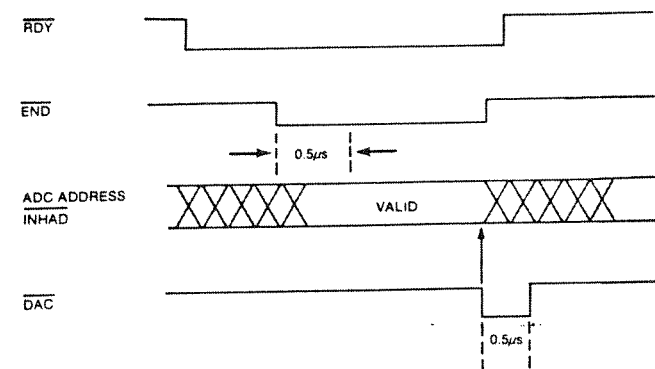 RDY
END
0.5μs
ADC ADDRESS
INHAD
VALID
DAC
0.5μs